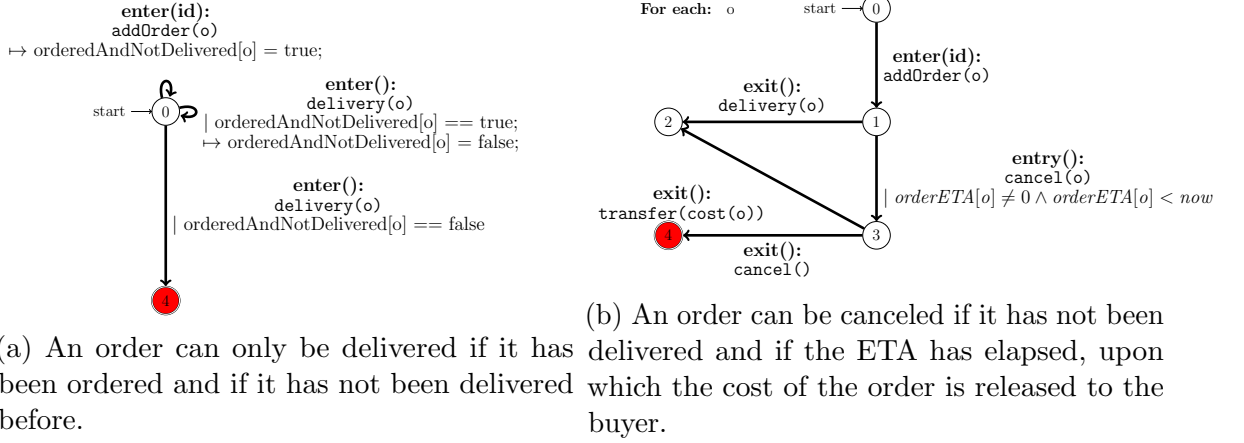 enter(id):
addOrder(o)
↦ orderedAndNotDelivered[o] = true;
start
0
enter():
delivery(o)
| orderedAndNotDelivered[o] == true;
↦ orderedAndNotDelivered[o] = false;
enter():
delivery(o)
| orderedAndNotDelivered[o] == false
4
(a) An order can only be delivered if it has
been ordered and if it has not been delivered
before.
For each: o
start
0
enter(id):
addOrder(o)
exit():
delivery(o)
2
1
entry():
cancel(o)
| orderETA[o] ≠ 0 ∧ orderETA[o] < now
exit():
transfer(cost(o))
4
3
exit():
cancel()
(b) An order can be canceled if it has not been
delivered and if the ETA has elapsed, upon
which the cost of the order is released to the
buyer.